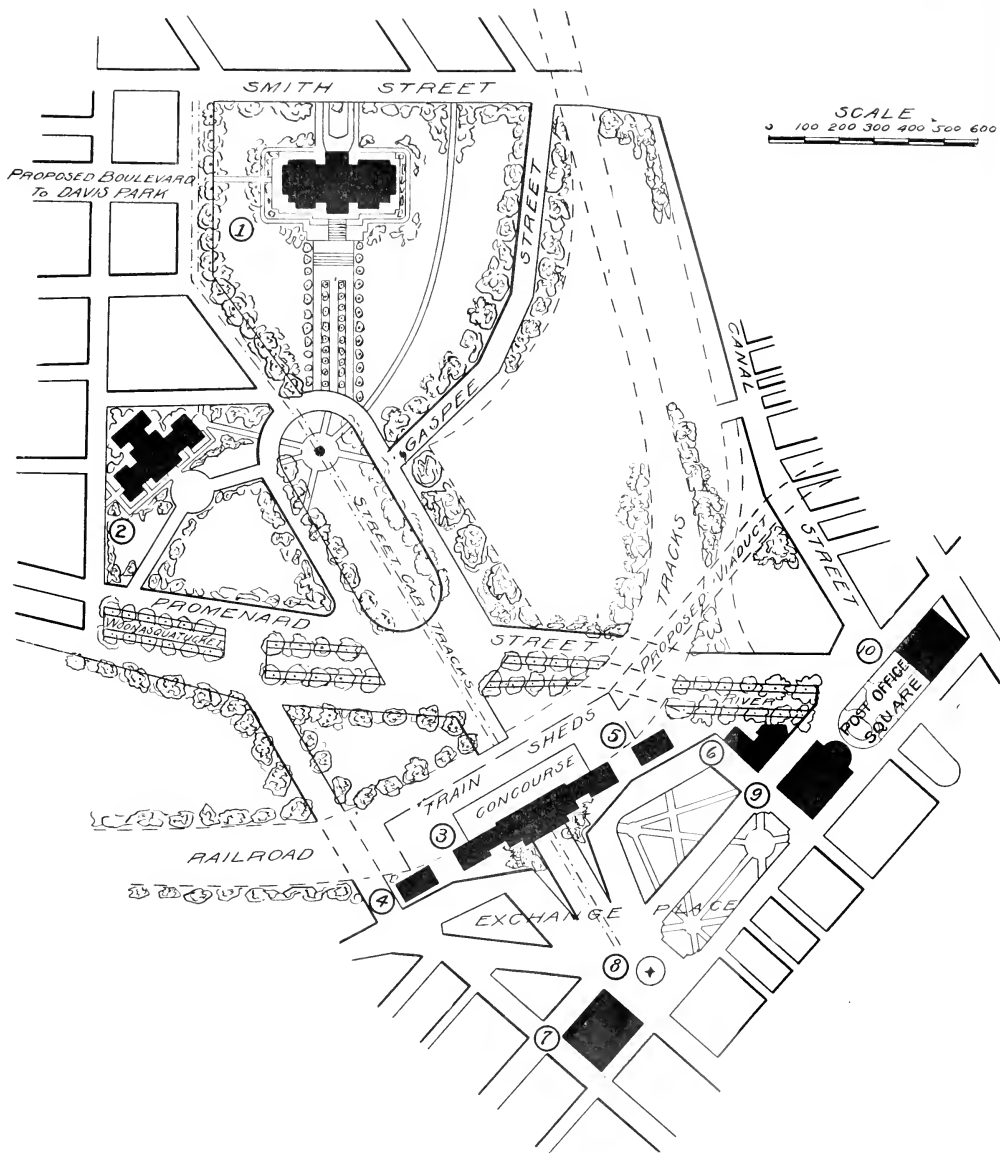 SMITH STREET
SCALE
0 100 200 300 400 500 600
PROPOSED BOULEVARD
TO DAVIS PARK
1
STREET
GASPEE
CANAL
STREET
2
STREET CAR
TRACKS
TRACKS
PROPOSED VIADUCT
PROMENARD
STREET
WOONASQUATUCKET
RIVER
10
POST OFFICE
SQUARE
TRAIN SHEDS
CONCOURSE
5
6
9
3
RAILROAD
4
EXCHANGE PLACE
8
7